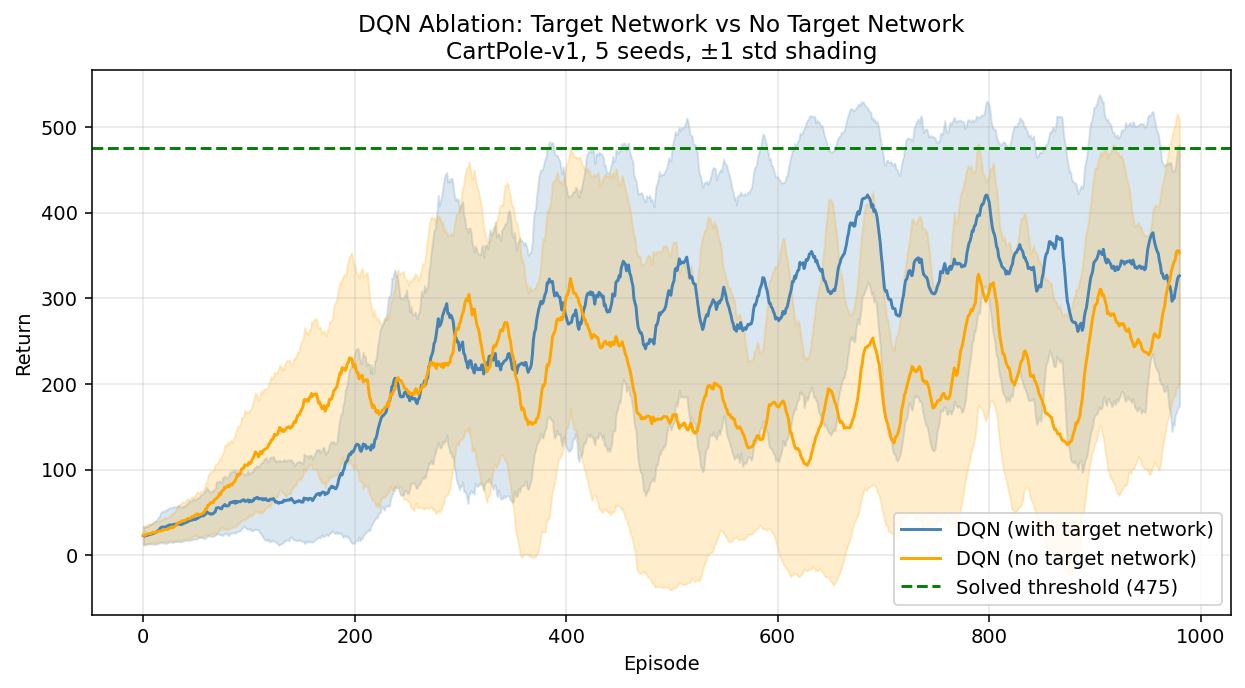 DQN Ablation: Target Network vs No Target Network
CartPole-v1, 5 seeds, ±1 std shading
Return
500
400
300
200
100
0
0 200 400 600 800 1000
Episode
DQN (with target network)
DQN (no target network)
Solved threshold (475)